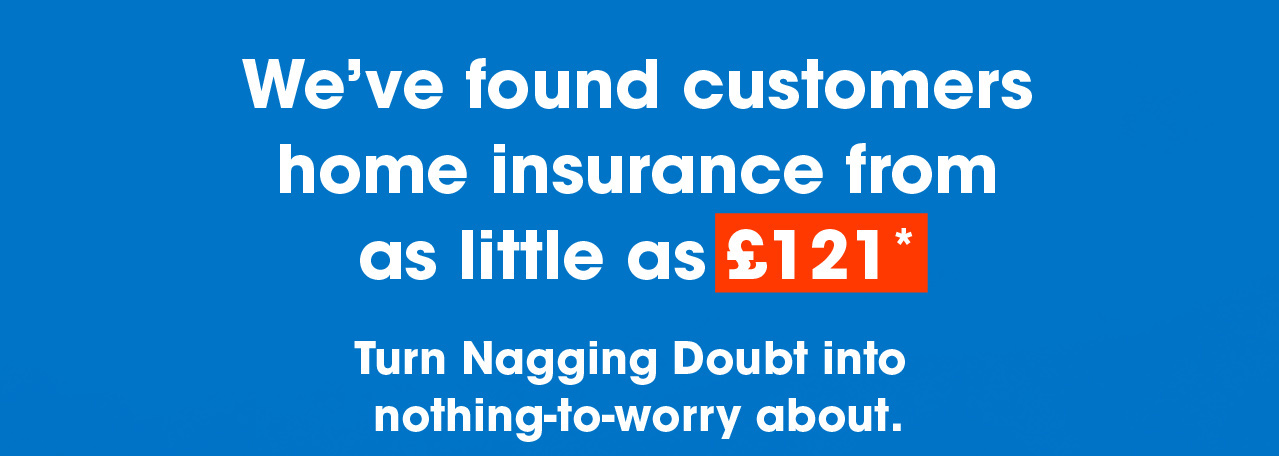 We’ve found customers
home insurance from
as little as £121*
Turn Nagging Doubt into
nothing-to-worry about.